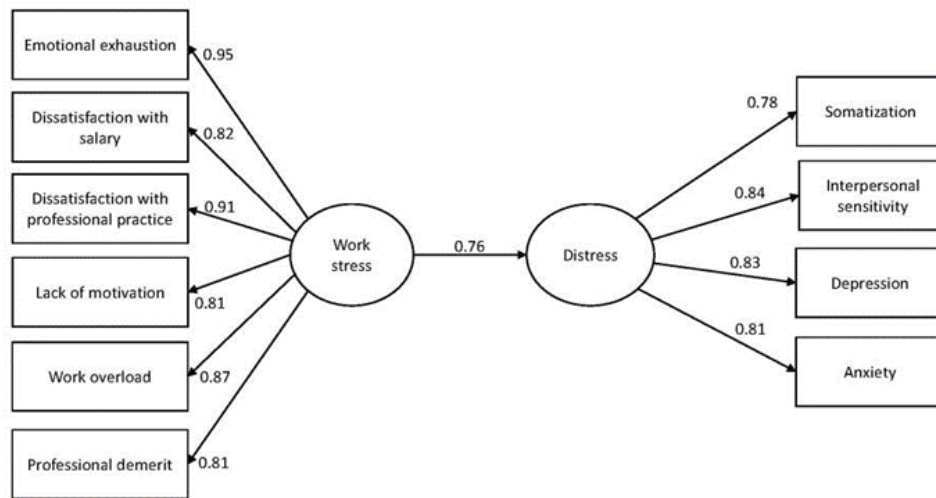 Emotional exhaustion
0.95
Dissatisfaction with
salary
0.82
Dissatisfaction with
professional practice
0.91
Lack of motivation
0.81
Work overload
0.87
Professional demerit
0.81
Work
stress
0.76
Distress
0.78
Somatization
0.84
Interpersonal
sensitivity
0.83
Depression
0.81
Anxiety